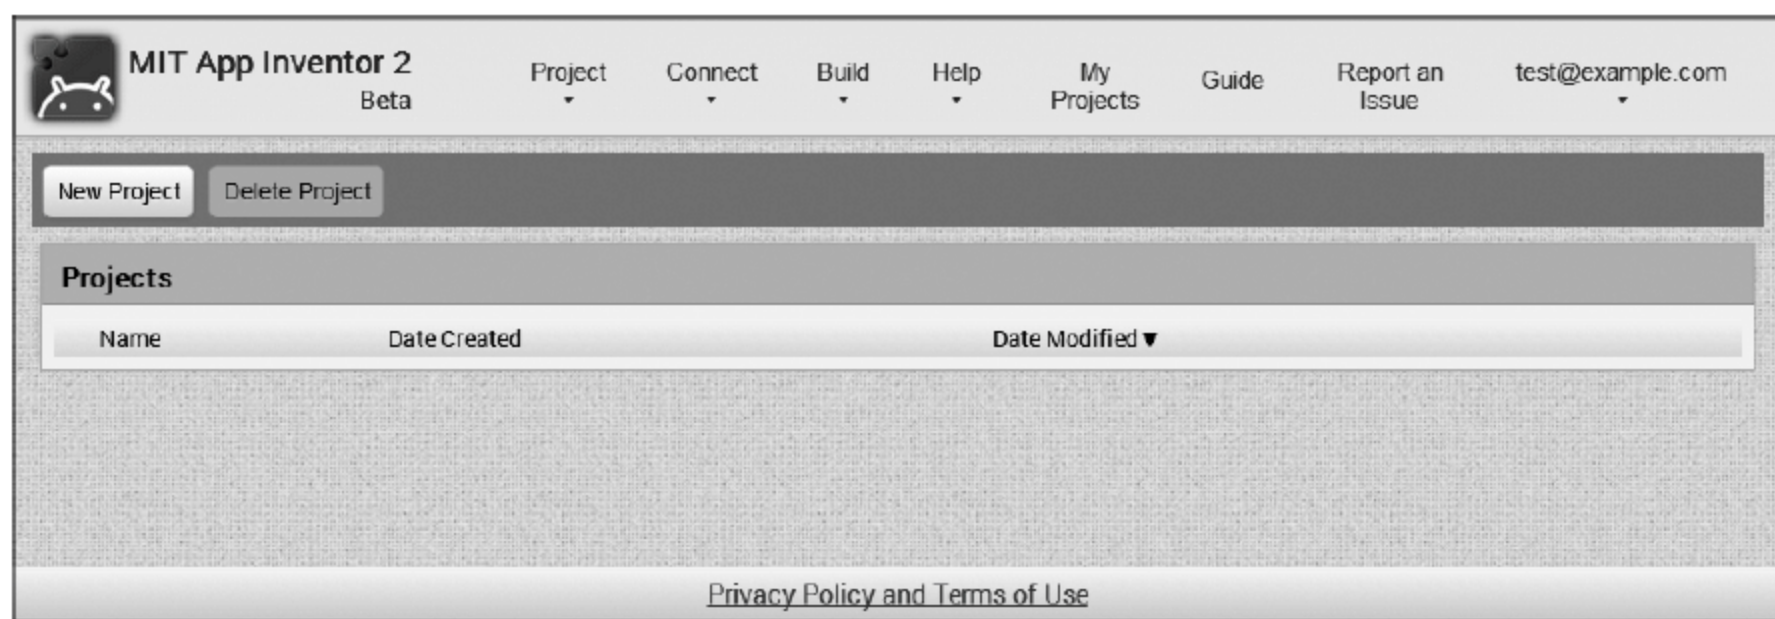 MIT App Inventor 2
Beta
Project
Connect
Build
Help
My
Projects
Guide
Report an
Issue
test@example.com
New Project
Delete Project
Projects
Name
Date Created
Date Modified▼
Privacy Policy and Terms of Use